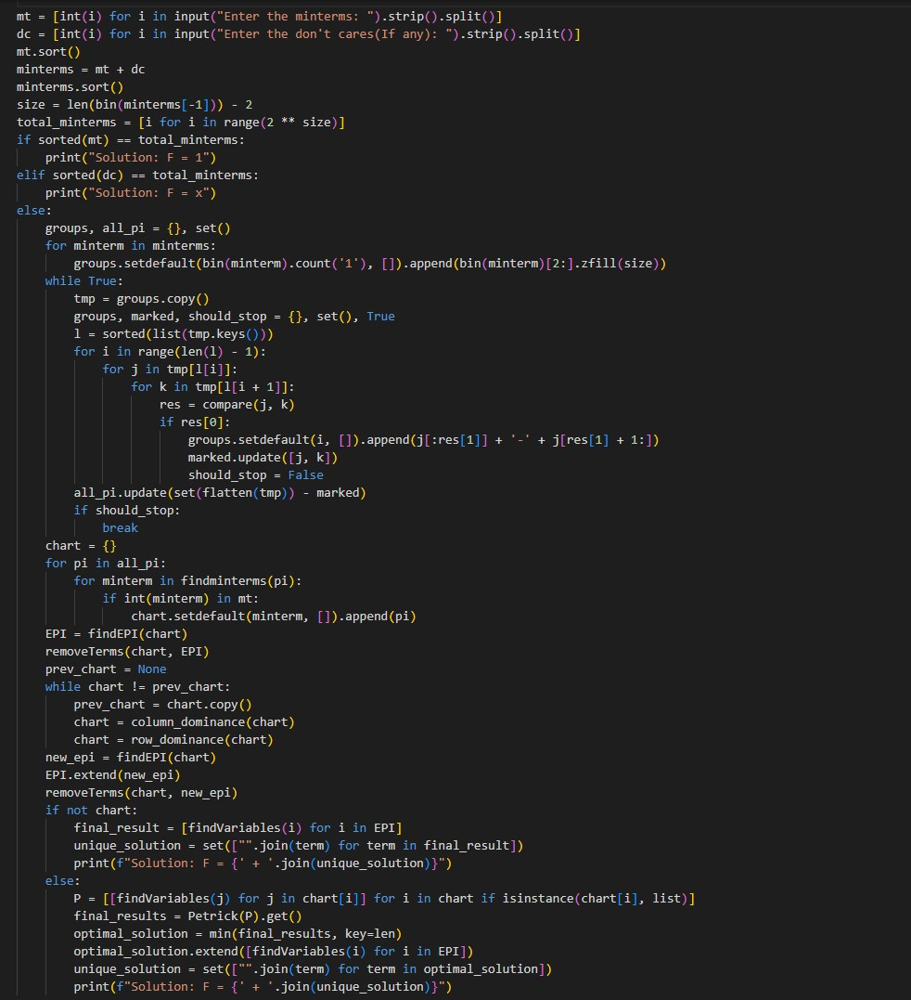 mt = [int(i) for i in input("Enter the minterms: ").strip().split()]
dc = [int(i) for i in input("Enter the don't cares(If any): ").strip().split()]
mt.sort()
minterms = mt + dc
minterms.sort()
size = len(bin(minterms[-1])) - 2
total_minterms = [i for i in range(2 ** size)]
if sorted(mt) == total_minterms:
    print("Solution: F = 1")
elif sorted(dc) == total_minterms:
    print("Solution: F = x")
else:
    groups, all_pi = {}, set()
    for minterm in minterms:
        groups.setdefault(bin(minterm).count('1'), []).append(bin(minterm)[2:].zfill(size))
    while True:
        tmp = groups.copy()
        groups, marked, should_stop = {}, set(), True
        l = sorted(list(tmp.keys()))
        for i in range(len(l) - 1):
            for j in tmp[l[i]]:
                for k in tmp[l[i + 1]]:
                    res = compare(j, k)
                    if res[0]:
                        groups.setdefault(i, []).append(j[:res[1]] + '-' + j[res[1] + 1:])
                        marked.update([j, k])
                        should_stop = False
        all_pi.update(set(flatten(tmp)) - marked)
        if should_stop:
            break
    chart = {}
    for pi in all_pi:
        for minterm in findminterms(pi):
            if int(minterm) in mt:
                chart.setdefault(minterm, []).append(pi)
    EPI = findEPI(chart)
    removeTerms(chart, EPI)
    prev_chart = None
    while chart != prev_chart:
        prev_chart = chart.copy()
        chart = column_dominance(chart)
        chart = row_dominance(chart)
    new_epi = findEPI(chart)
    EPI.extend(new_epi)
    removeTerms(chart, new_epi)
    if not chart:
        final_result = [findVariables(i) for i in EPI]
        unique_solution = set(["".join(term) for term in final_result])
        print(f"Solution: F = {' + '.join(unique_solution)}")
    else:
        P = [[findVariables(j) for j in chart[i]] for i in chart if isinstance(chart[i], list)]
        final_results = Petrick(P).get()
        optimal_solution = min(final_results, key=len)
        optimal_solution.extend([findVariables(i) for i in EPI])
        unique_solution = set(["".join(term) for term in optimal_solution])
        print(f"Solution: F = {' + '.join(unique_solution)}")